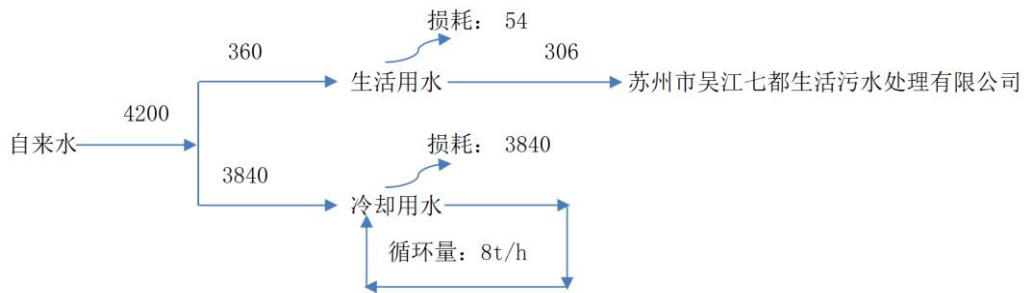 损耗： 54
360
306
生活用水
苏州市吴江七都生活污水处理有限公司
4200
自来水
损耗： 3840
3840
冷却用水
循环量：8t/h